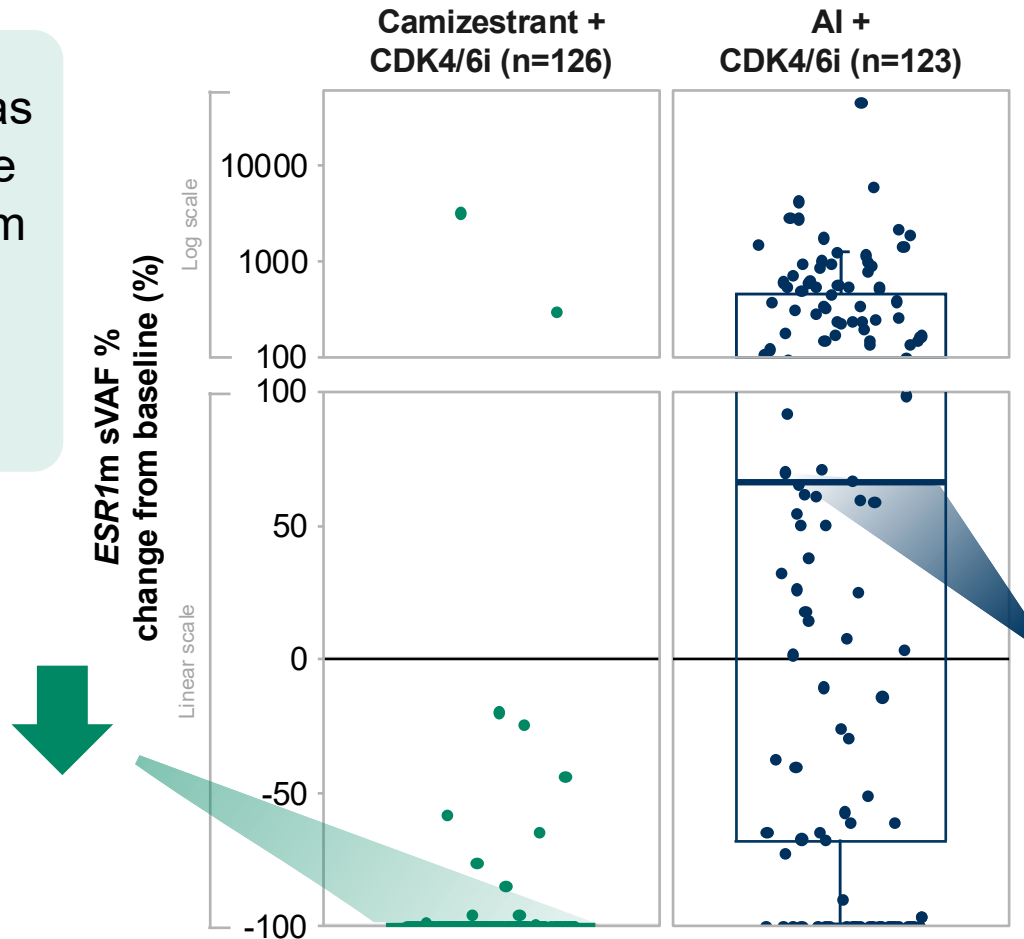 as
e
m
Camizestrant +
CDK4/6i (n=126)
AI +
CDK4/6i (n=123)
ESR1m sVAF %
change from baseline (%)
Log scale
10000
1000
100
Linear scale
100
50
0
-50
-100